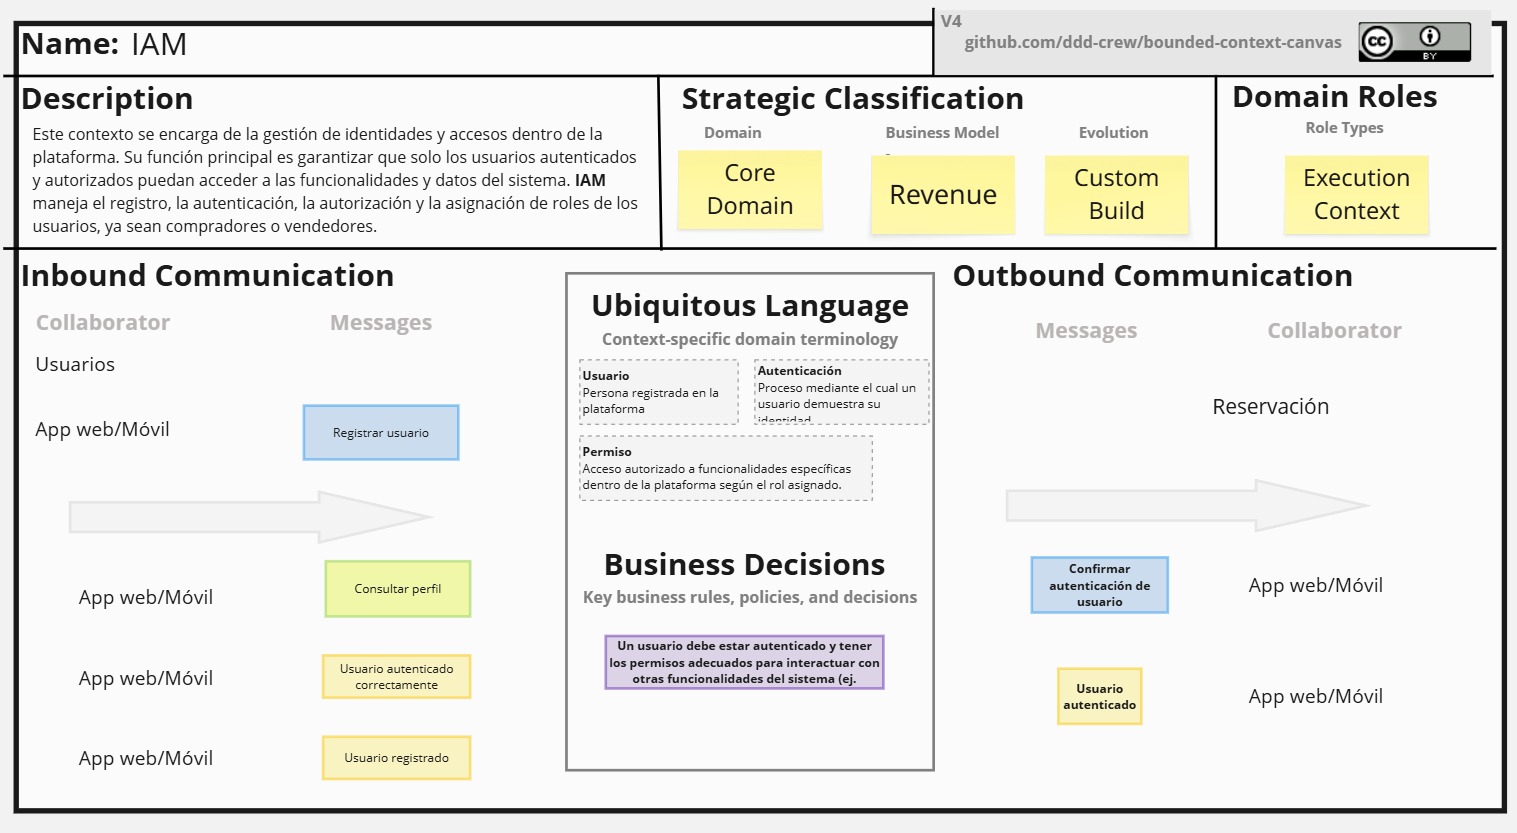 Name: IAM
V4
github.com/ddd-crew/bounded-context-canvas
cc
BY
Description
Este contexto se encarga de la gestión de identidades y accesos dentro de la
plataforma. Su función principal es garantizar que solo los usuarios autenticados
y autorizados puedan acceder a las funcionalidades y datos del sistema. IAM
maneja el registro, la autenticación, la autorización y la asignación de roles de los
usuarios, ya sean compradores o vendedores.
Strategic Classification
Domain
Core
Domain
Business Model
Revenue
Evolution
Custom
Build
Domain Roles
Role Types
Execution
Context
Inbound Communication
Collaborator
Messages
Usuarios
App web/Móvil
Registrar usuario
App web/Móvil
Consultar perfil
App web/Móvil
Usuario autenticado
correctamente
App web/Móvil
Usuario registrado
Ubiquitous Language
Context-specific domain terminology
Usuario
Persona registrada en la
plataforma
Autenticación
Proceso mediante el cual un
usuario demuestra su
identidad
Permiso
Acceso autorizado a funcionalidades específicas
dentro de la plataforma según el rol asignado.
Business Decisions
Key business rules, policies, and decisions
Un usuario debe estar autenticado y tener
los permisos adecuados para interactuar con
otras funcionalidades del sistema (ej.
Outbound Communication
Messages
Collaborator
Reservación
Confirmar
autenticación de
usuario
App web/Móvil
Usuario
autenticado
App web/Móvil